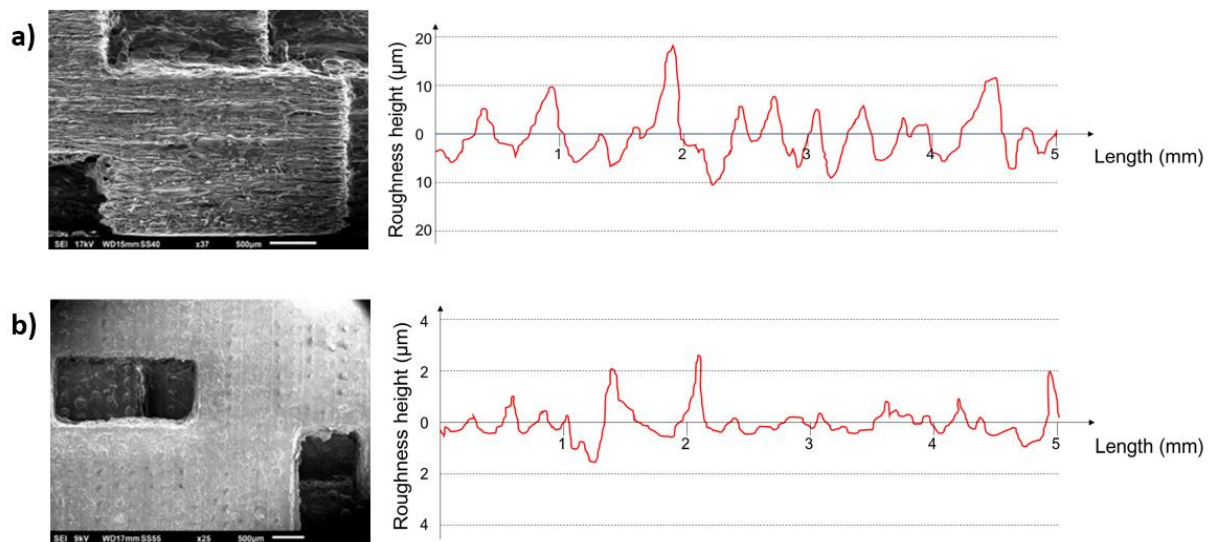 a)
SEI 17kV WD15mm SS40 x37 500µm
Roughness height (µm)
20
10
0
10
20
1 2 3 4 5
Length (mm)
b)
SEI 9kV WD17mm SS55 x25 500µm
Roughness height (µm)
4
2
0
2
4
1 2 3 4 5
Length (mm)